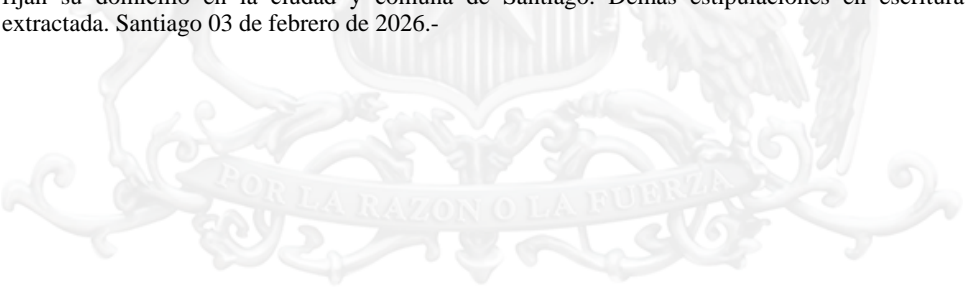 fijan su domicilio en la ciudad y comuna de Santiago. Demás estipulaciones en escritura
extractada. Santiago 03 de febrero de 2026.-
POR LA RAZON O LA FUERZA